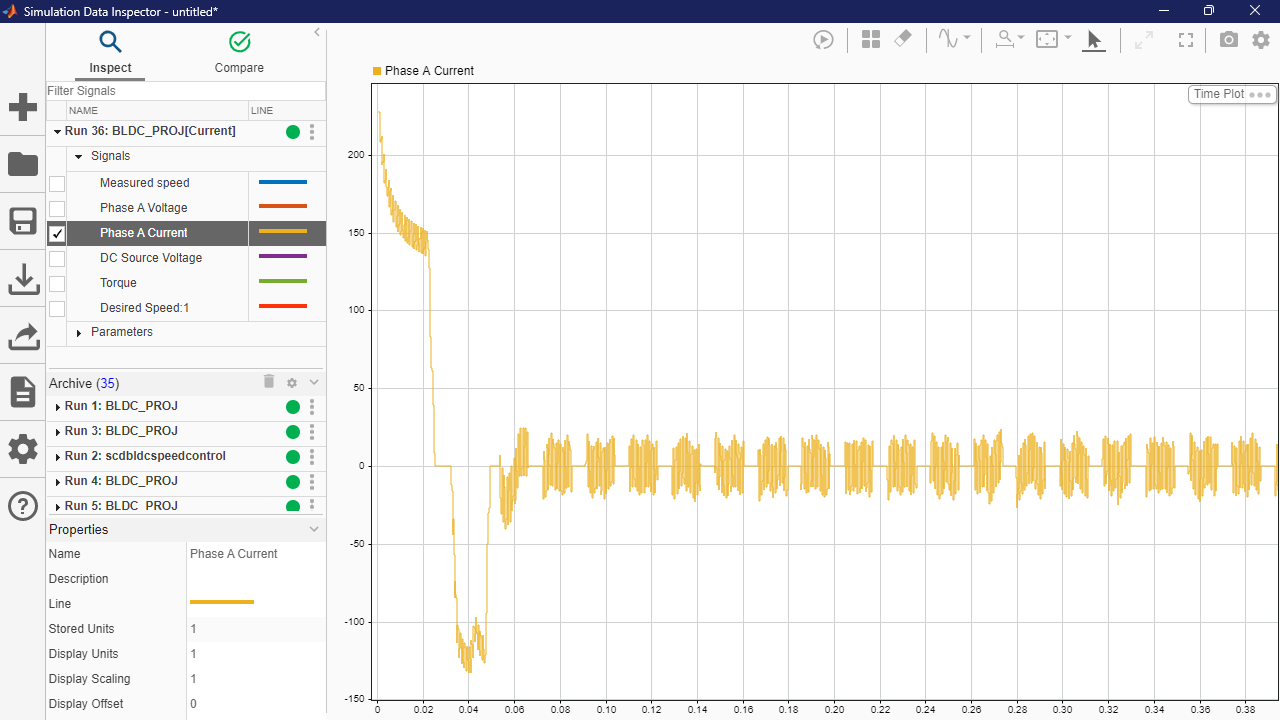 Simulation Data Inspector - untitled*
Inspect
Compare
Filter Signals
NAME
LINE
Run 36: BLDC_PROJ[Current]
Signals
Measured speed
Phase A Voltage
Phase A Current
DC Source Voltage
Torque
Desired Speed:1
Parameters
Archive (35)
Run 1: BLDC_PROJ
Run 3: BLDC_PROJ
Run 2: scdbldcspeedcontrol
Run 4: BLDC_PROJ
Run 5: BLDC_PROJ
Properties
Name Phase A Current
Description
Line
Stored Units 1
Display Units 1
Display Scaling 1
Display Offset 0
Phase A Current
Time Plot
200
150
100
50
0
-50
-100
-150
0 0.02 0.04 0.06 0.08 0.10 0.12 0.14 0.16 0.18 0.20 0.22 0.24 0.26 0.28 0.30 0.32 0.34 0.36 0.38